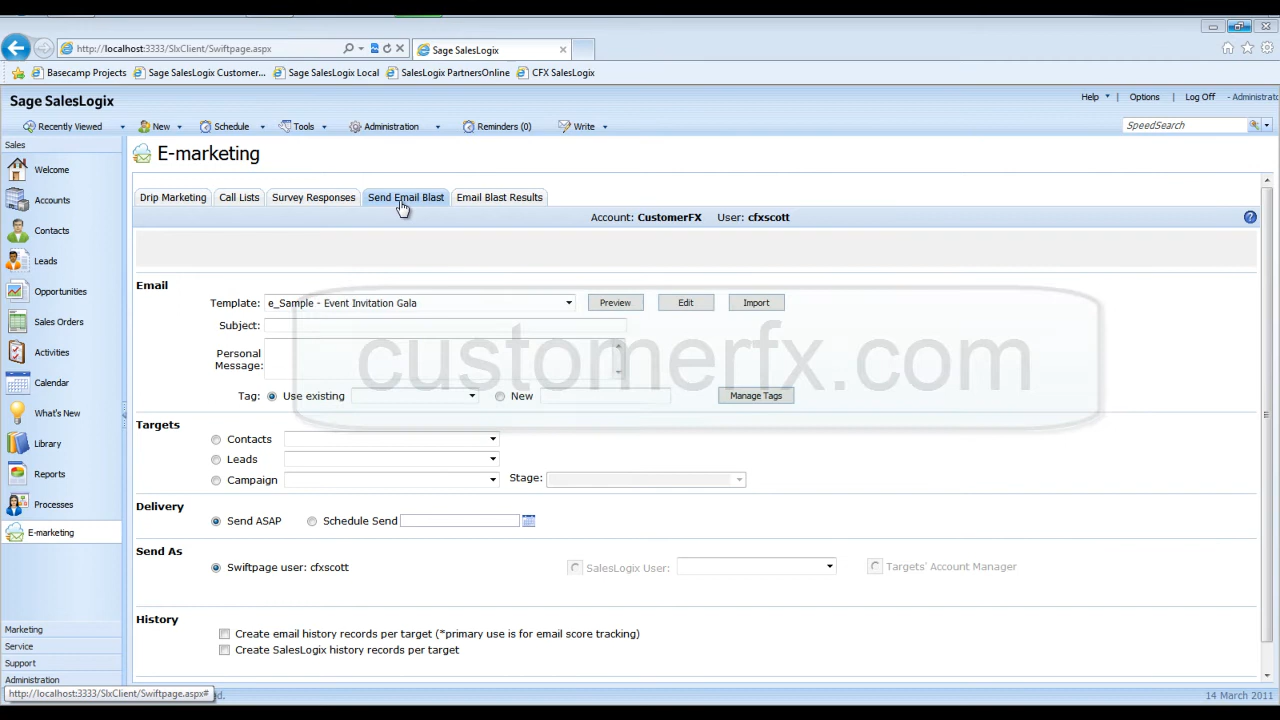 http://localhost:3333/SlxClient/Swiftpage.aspx
Sage SalesLogix
Basecamp Projects
Sage SalesLogix Customer...
Sage SalesLogix Local
SalesLogix PartnersOnline
CFX SalesLogix
Sage SalesLogix
Help
Options
Log Off
Recently Viewed
New
Schedule
Tools
Administration
Reminders (0)
Write
SpeedSearch
Sales
Welcome
Accounts
Contacts
Leads
Opportunities
Sales Orders
Activities
Calendar
What's New
Library
Reports
Processes
E-marketing
Marketing
Service
Support
Administration
http://localhost:3333/SlxClient/Swiftpage.aspx#
E-marketing
Drip Marketing
Call Lists
Survey Responses
Send Email Blast
Email Blast Results
Account: CustomerFX User: cfxscott
Email
Template: e_Sample - Event Invitation Gala
Preview
Edit
Import
Subject:
Personal
Message:
customerfx.com
Tag: Use existing New
Manage Tags
Targets
Contacts
Leads
Campaign Stage:
Delivery
Send ASAP Schedule Send
Send As
Swiftpage user: cfxscott SalesLogix User: Targets' Account Manager
History
Create email history records per target (*primary use is for email score tracking)
Create SalesLogix history records per target
14 March 2011